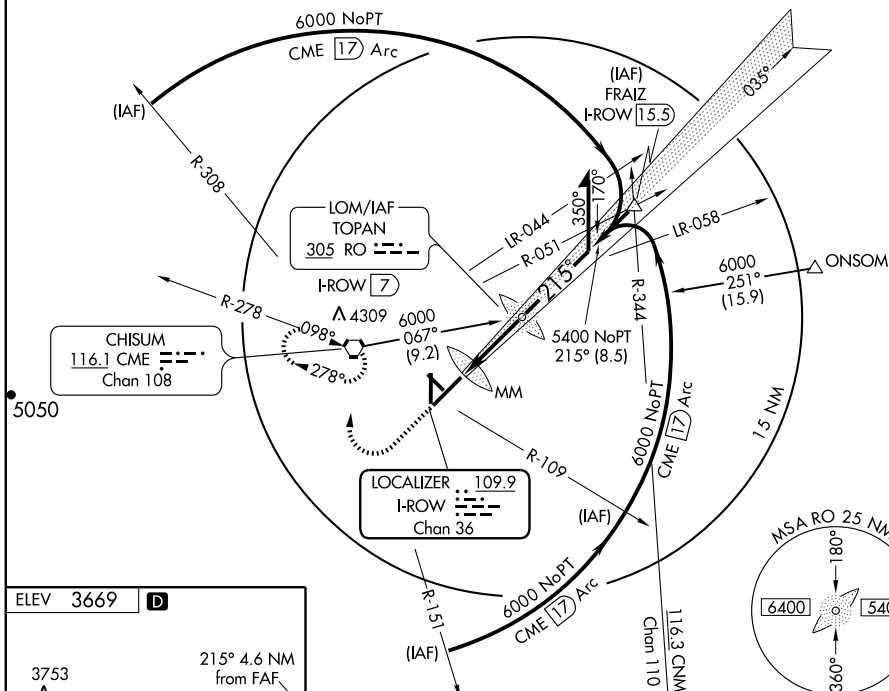 6000 NoPT
CME 17 Arc
(IAF)
(IAF)
FRAIZ
I-ROW 15.5
035°
R-308
LOM/IAF
TOPAN
305 RO
350°
170°
LR-044
R-051
LR-058
I-ROW 7
215°
6000
251°
(15.9)
ONSOM
R-278
4309
6000
067°
(9.2)
R-344
098°
278°
CHISUM
116.1 CME
Chan 108
5400 NoPT
215° (8.5)
MM
5050
6000 NoPT
CME 17 Arc
15 NM
R-109
LOCALIZER 109.9
I-ROW
Chan 36
(IAF)
6000 NoPT
CME 17 Arc
R-151
(IAF)
116.3 CNM
Chan 110
MSA RO 25 NM
180°
6400
360°
ELEV 3669 D
3753
215° 4.6 NM
from FAF